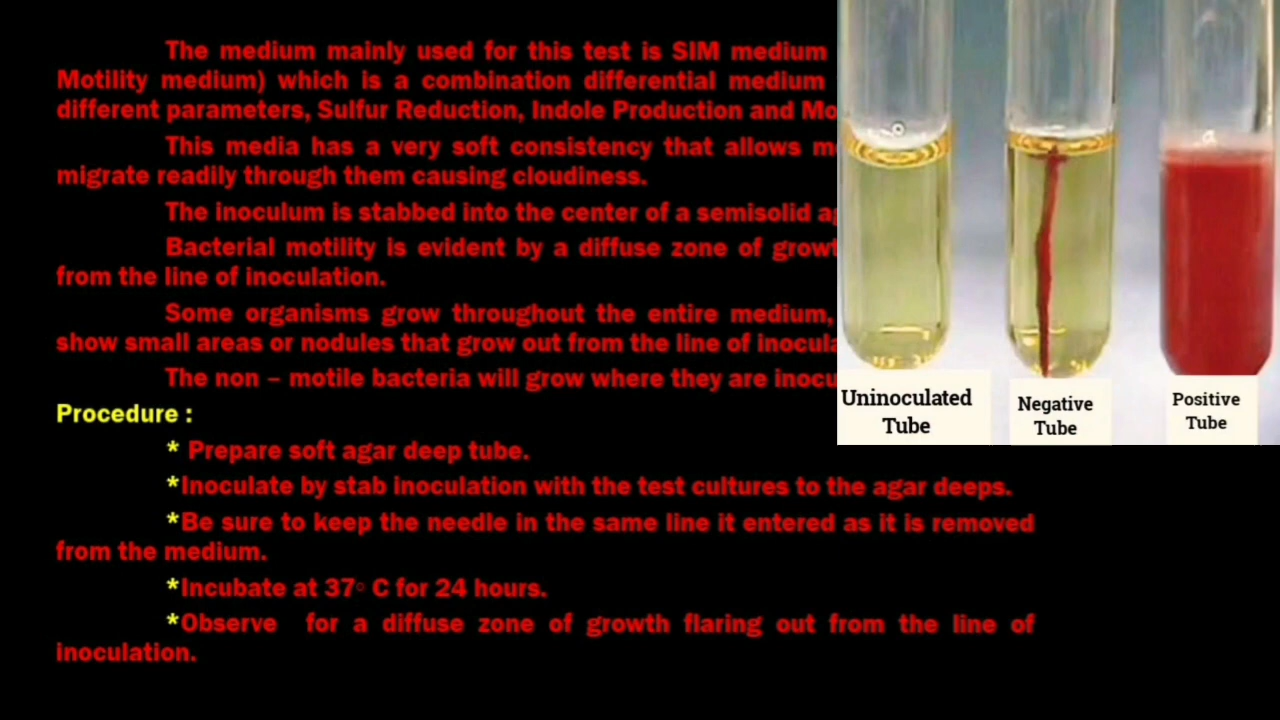 The medium mainly used for this test is SIM medium
Motility medium) which is a combination differential medium
different parameters, Sulfur Reduction, Indole Production and Mo
This media has a very soft consistency that allows m
migrate readily through them causing cloudiness.
The inoculum is stabbed into the center of a semisolid ag
Bacterial motility is evident by a diffuse zone of growt
from the line of inoculation.
Some organisms grow throughout the entire medium,
show small areas or nodules that grow out from the line of inocula
The non – motile bacteria will grow where they are inocu
Procedure :
* Prepare soft agar deep tube.
*Inoculate by stab inoculation with the test cultures to the agar deeps.
*Be sure to keep the needle in the same line it entered as it is removed
from the medium.
*Incubate at 37◦ C for 24 hours.
*Observe for a diffuse zone of growth flaring out from the line of
inoculation.
Uninoculated
Tube
Negative
Tube
Positive
Tube